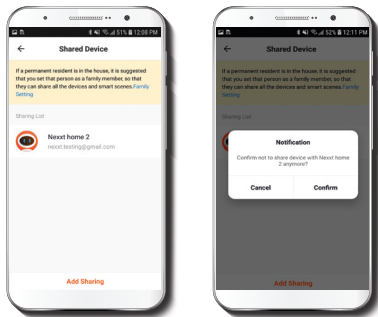 51% 12:08 PM
Shared Device
If a permanent resident is in the house, it is suggested
that you set that person as a family member, so that
they can share all the devices and smart scenes.Family
Setting
Sharing List
Nexxt home 2
nexxt.testing@gmail.com
Add Sharing
52% 12:11 PM
Shared Device
If a permanent resident is in the house, it is suggested
that you set that person as a family member, so that
they can share all the devices and smart scenes.Family
Setting
Sharing List
Notification
Confirm not to share device with Nexxt home
2 anymore?
Cancel
Confirm
Add Sharing